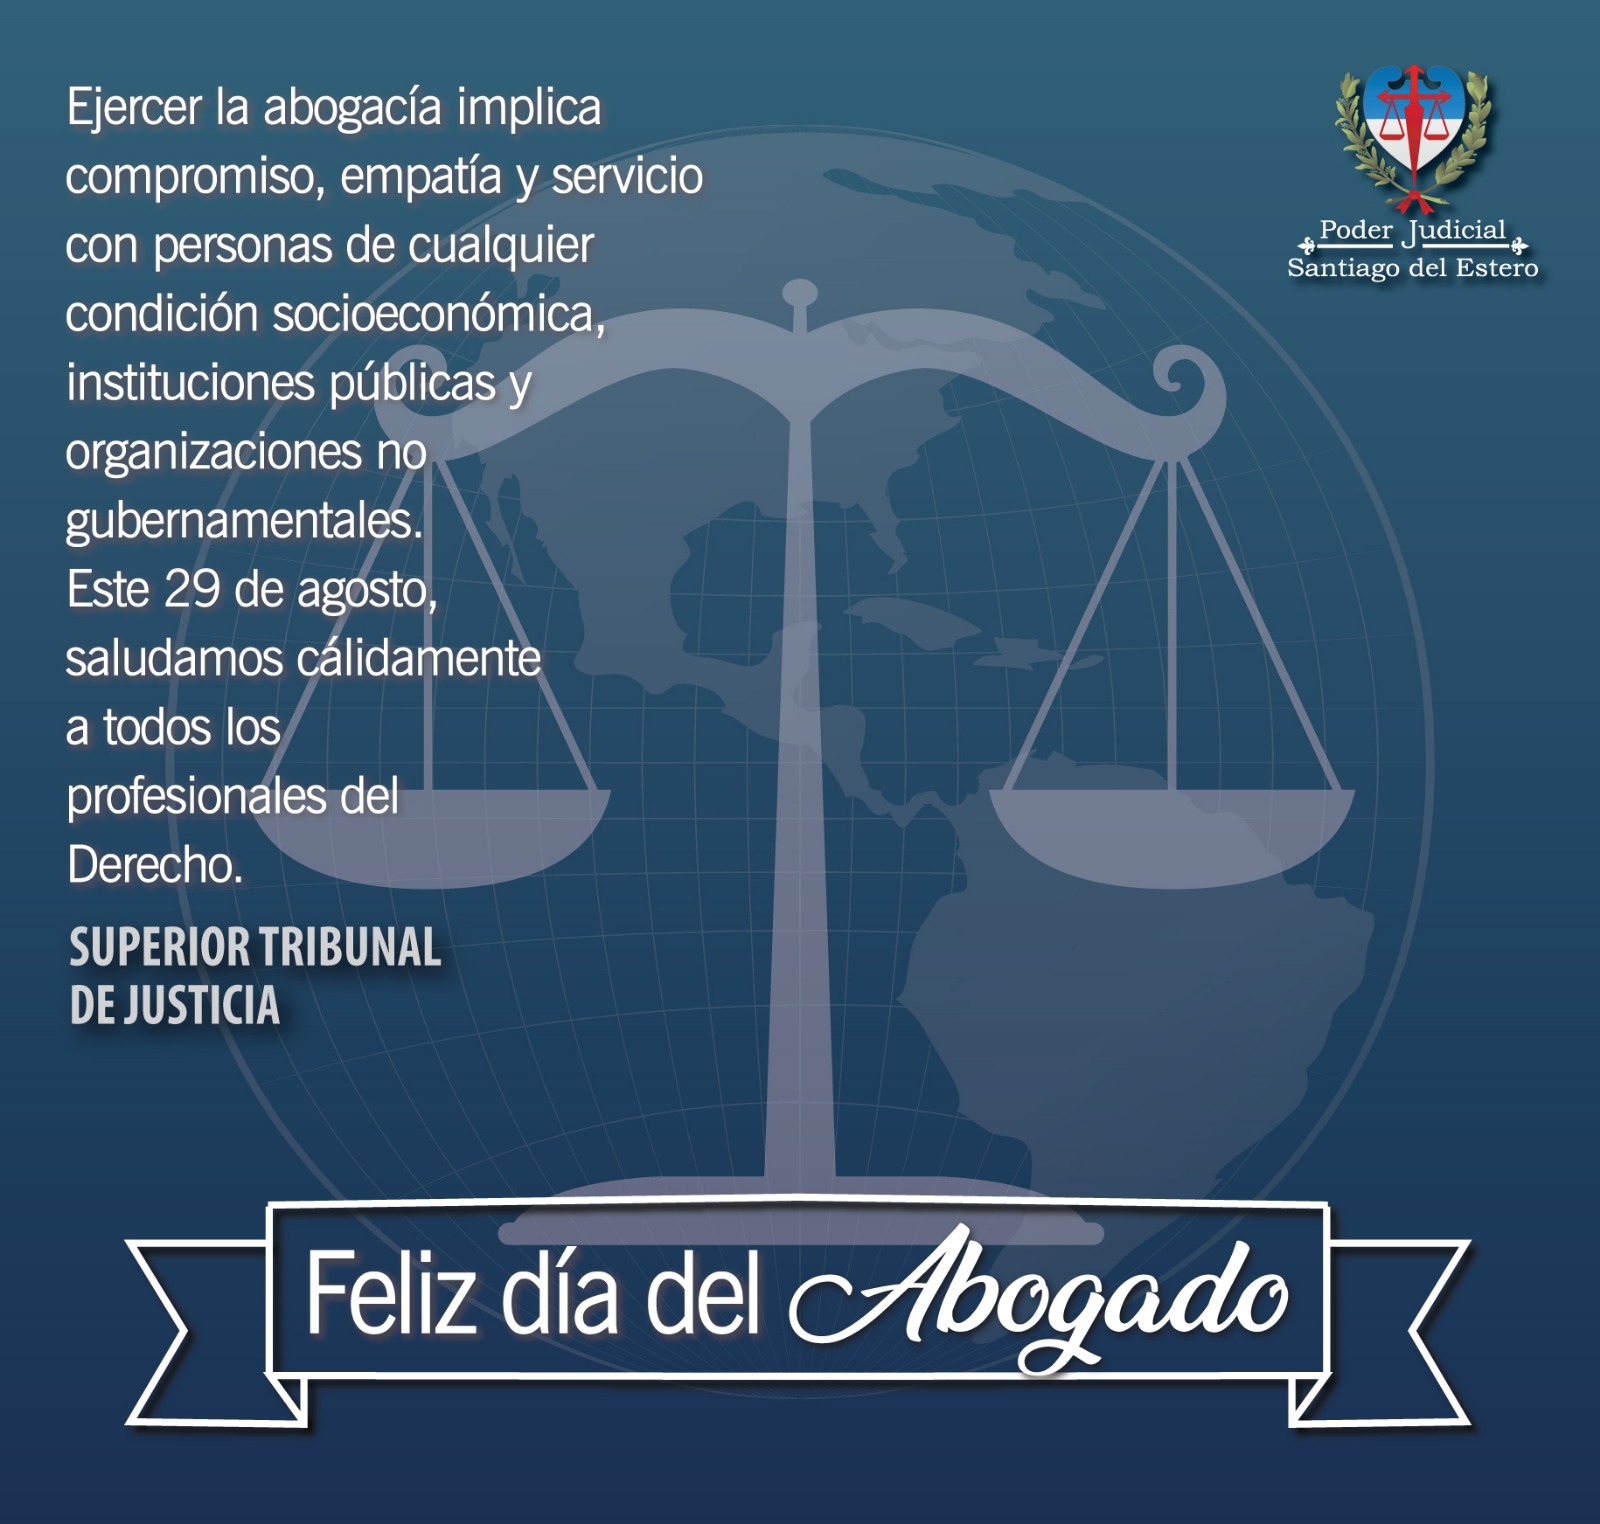 Ejercer la abogacía implica
compromiso, empatía y servicio
con personas de cualquier
condición socioeconómica,
instituciones públicas y
organizaciones no
gubernamentales.
Este 29 de agosto,
saludamos cálidamente
a todos los
profesionales del
Derecho.
SUPERIOR TRIBUNAL
DE JUSTICIA
Poder Judicial
Santiago del Estero
Feliz día del Abogado